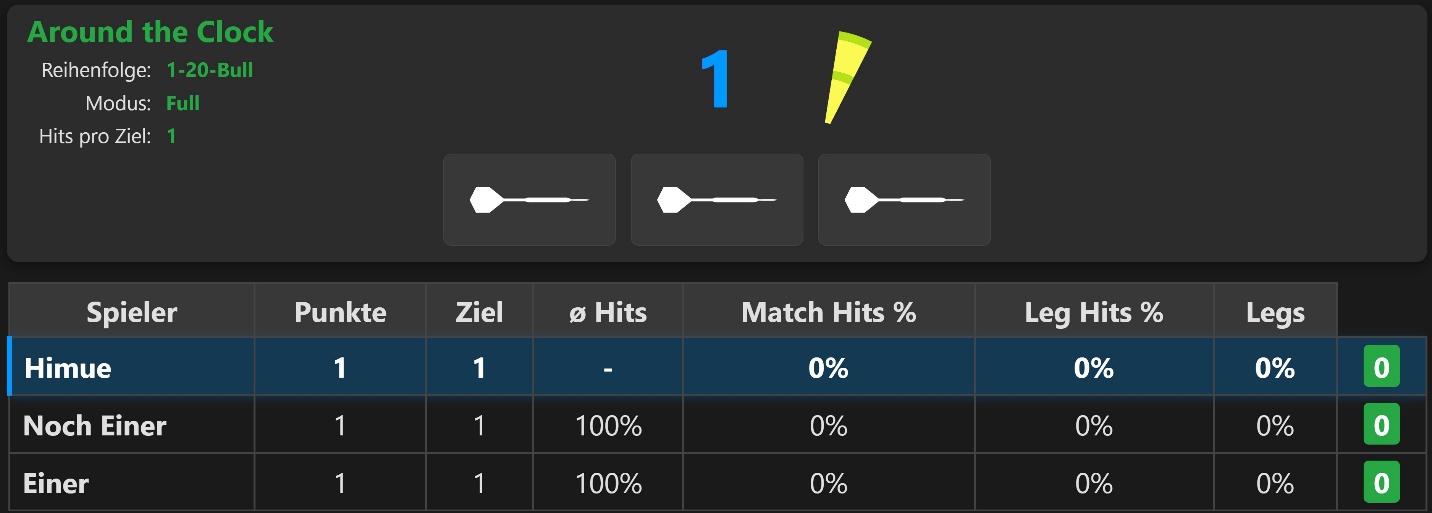 Around the Clock
Reihenfolge: 1-20-Bull
Modus: Full
Hits pro Ziel: 1
1
Spieler Punkte Ziel ø Hits Match Hits % Leg Hits % Legs
Himue 1 1 - 0% 0% 0% 0
Noch Einer 1 1 100% 0% 0% 0% 0
Einer 1 1 100% 0% 0% 0% 0